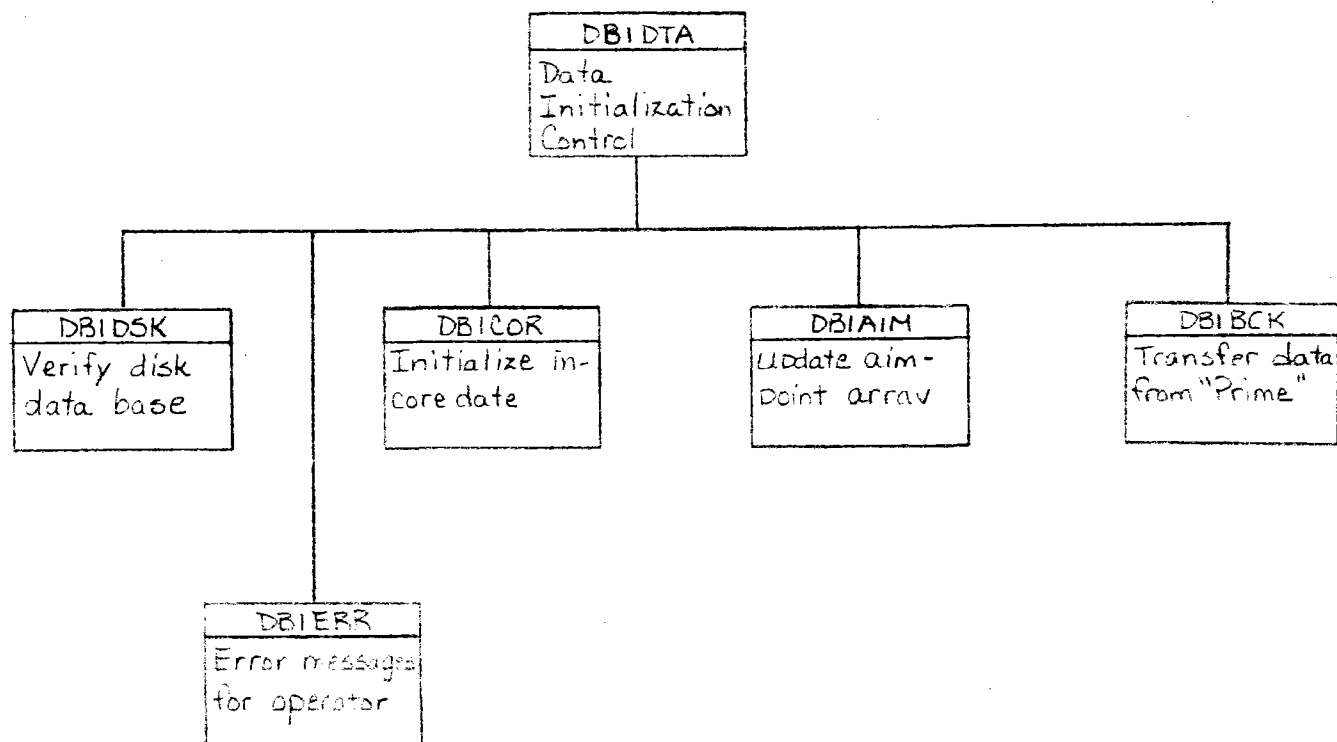 DBIDTA
Data
Initialization
Control
DBIDSK
Verify disk
data base
DBICOR
Initialize in-
core date
DBIAIM
Update aim-
point array
DBIBCK
Transfer data
from "Prime"
DBIERR
Error messages
for operator